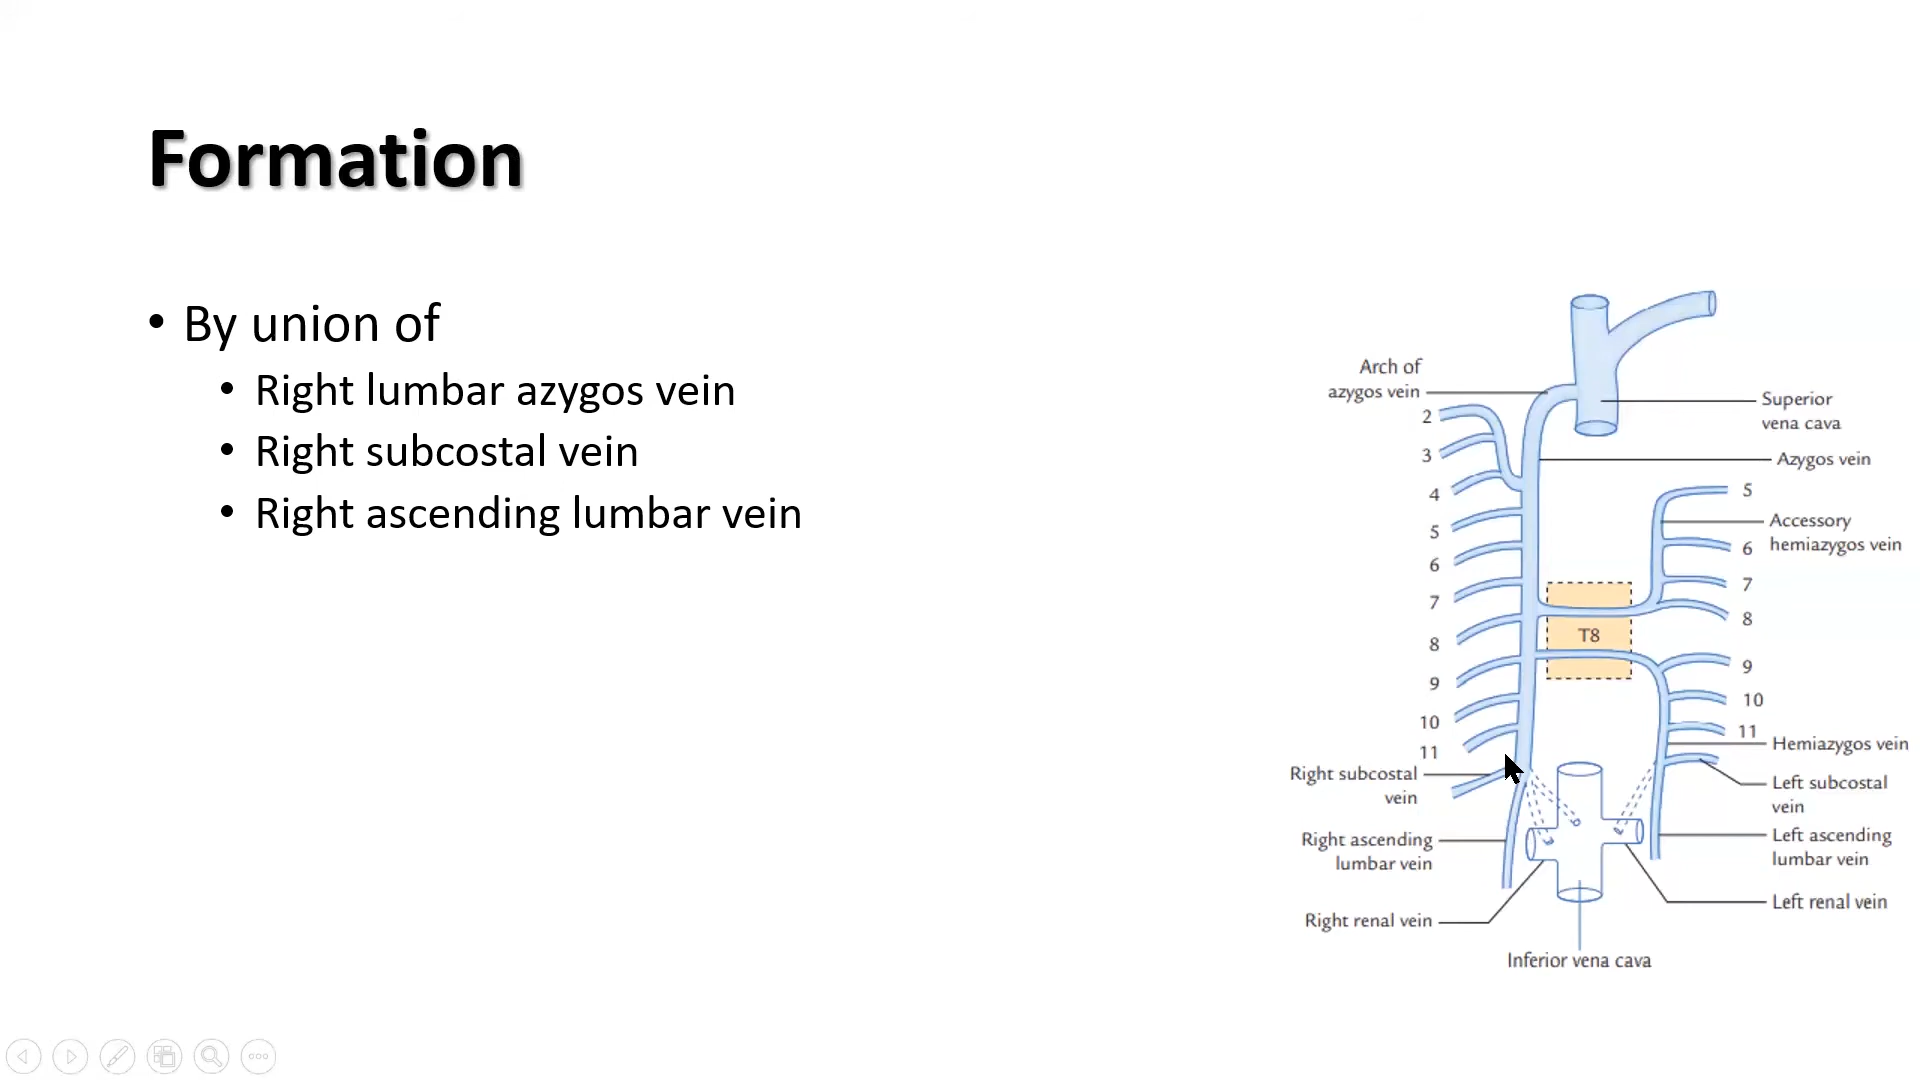 Formation
• By union of
• Right lumbar azygos vein
• Right subcostal vein
• Right ascending lumbar vein
Arch of
azygos vein
2
3
4
5
6
7
8
9
10
11
Right subcostal
vein
Right ascending
lumbar vein
Right renal vein
Inferior vena cava
T8
Superior
vena cava
Azygos vein
5
Accessory
hemiazygos vein
6
7
8
9
10
11
Hemiazygos vein
Left subcostal
vein
Left ascending
lumbar vein
Left renal vein